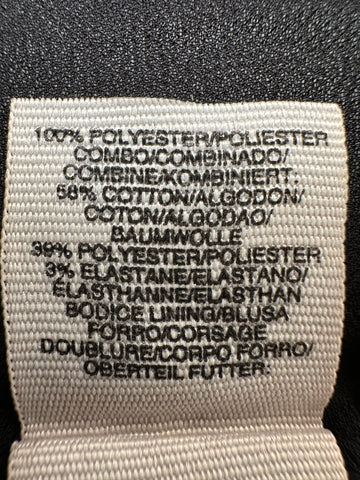 100% POLYESTER/POLIESTER
COMBO/COMBINADO/
COMBINE/KOMBINIERT:
58% COTTON/ALGODON/
COTON/ALGODAO/
BAUMWOLLE
39% POLYESTER/POLIESTER
3% ELASTANE/ELASTANO/
ELASTHANNE/ELASTHAN
BODICE LINING/BLUSA
FORRO/CORSAGE
DOUBLURE/CORPO FORRO/
OBERTEIL FUTTER: